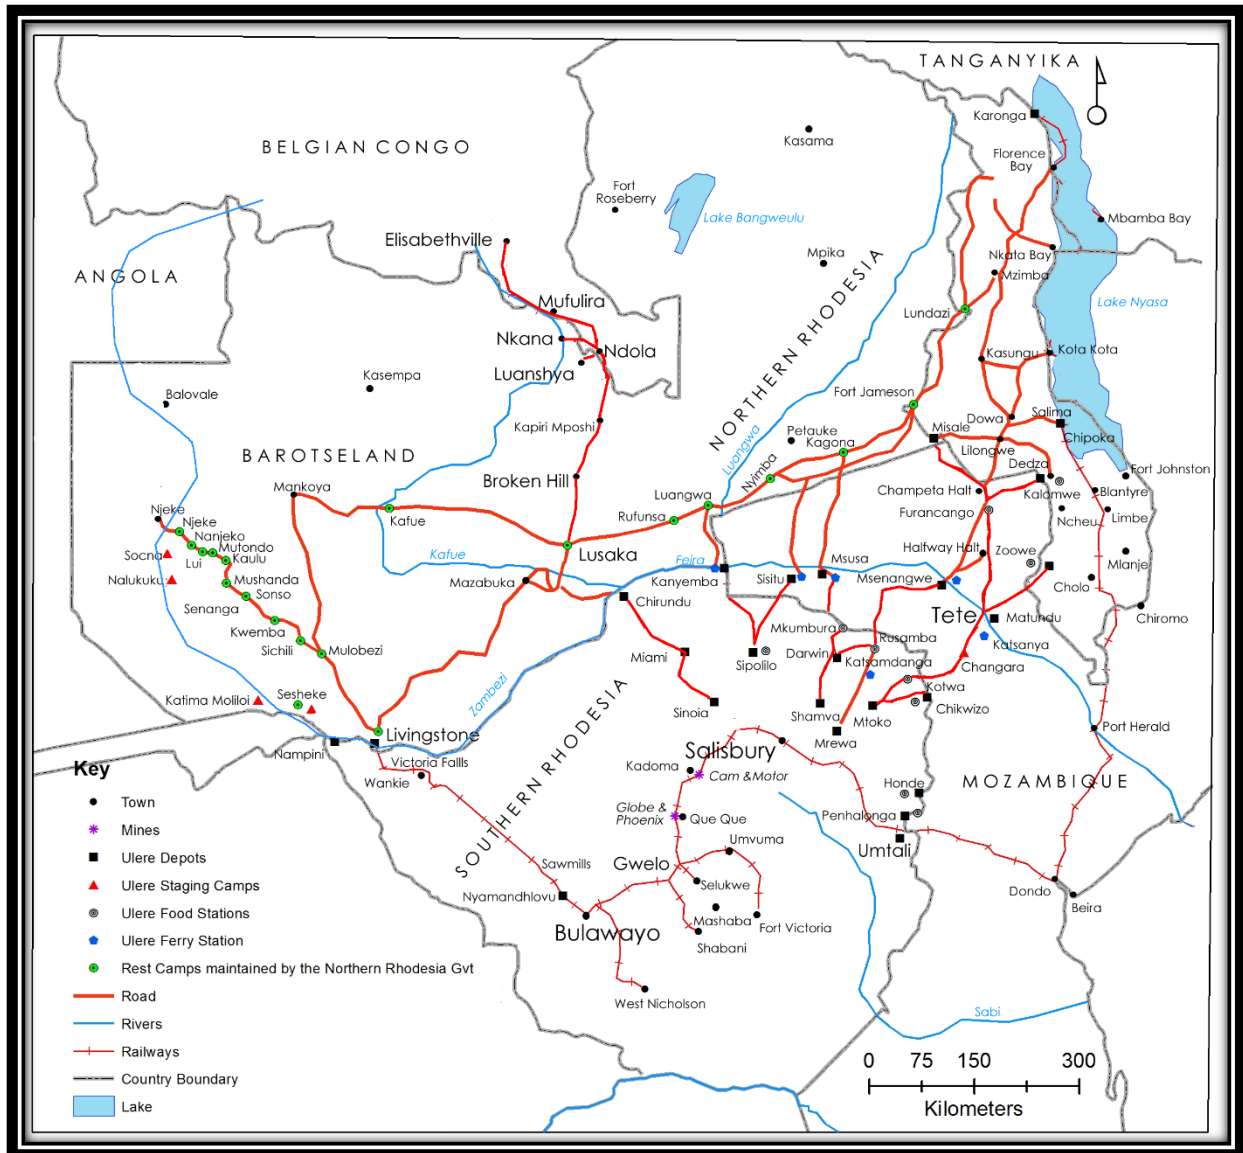 TANGANYIKA
Karonga
Kasama
BELGIAN CONGO
Florence
Bay
Fort
Roseberry
Lake Bangweulu
Mbamba Bay
Elisabethville
Nkata Bay
Mpika
ANGOLA
Mzimba
NORTHERN RHODESIA
Mufulira
Lake Nyasa
Lundazi
Nkana
Ndola
Kasungu
Kota Kota
Luanshya
Kasempa
Balovale
Fort Jameson
Dowa
Salima
Kapiri Mposhi
Petauke
Misale
Kagona
Chipoka
Luangwa
Lilongwe
BAROTSELAND
Broken Hill
Nyimba
Dedza
Fort Johnston
Mankoya
Champeta Halt
Kalamwe
Blantyre
Luangwa
Njeke
Kafue
Rufunsa
Furancango
Ncheu
Limbe
Njeke
Nanjeko
Mutondo
Lusaka
Halfway Halt
Zoowe
Socna
Lui
Kaulu
Kafue
Feira
Msusa
Mlanje
Nalukuku
Mushanda
Mazabuka
Kanyemba
Sisitu
Msenangwe
Cholo
Sonso
Chirundu
Senanga
Tete
Matundu
Chiromo
Kwemba
Mkumbura
Rusamba
Katsanya
Sichili
Mulobezi
Miami
Sipolilo
Darwin
Katsamdanga
Changara
Zambezi
Katima Moliloi
Sesheke
Sinoia
Shamva
Mtoko
Kotwa
Chikwizo
Livingstone
SOUTHERN RHODESIA
Mrewa
Port Herald
Nampini
Salisbury
Victoria Fallls
Kadoma
Cam &Motor
Key
Wankie
MOZAMBIQUE
Honde
Town
Globe &
Phoenix
Que Que
Penhalonga
Mines
Umvuma
Umtali
Ulere Depots
Sawmills
Gwelo
Ulere Staging Camps
Nyamandhlovu
Selukwe
Dondo
Ulere Food Stations
Mashaba
Fort Victoria
Beira
Bulawayo
Ulere Ferry Station
Shabani
Rest Camps maintained by the Northern Rhodesia Gvt
Road
West Nicholson
Rivers
Sabi
Railways
0 75 150 300
Country Boundary
Lake
Kilometers